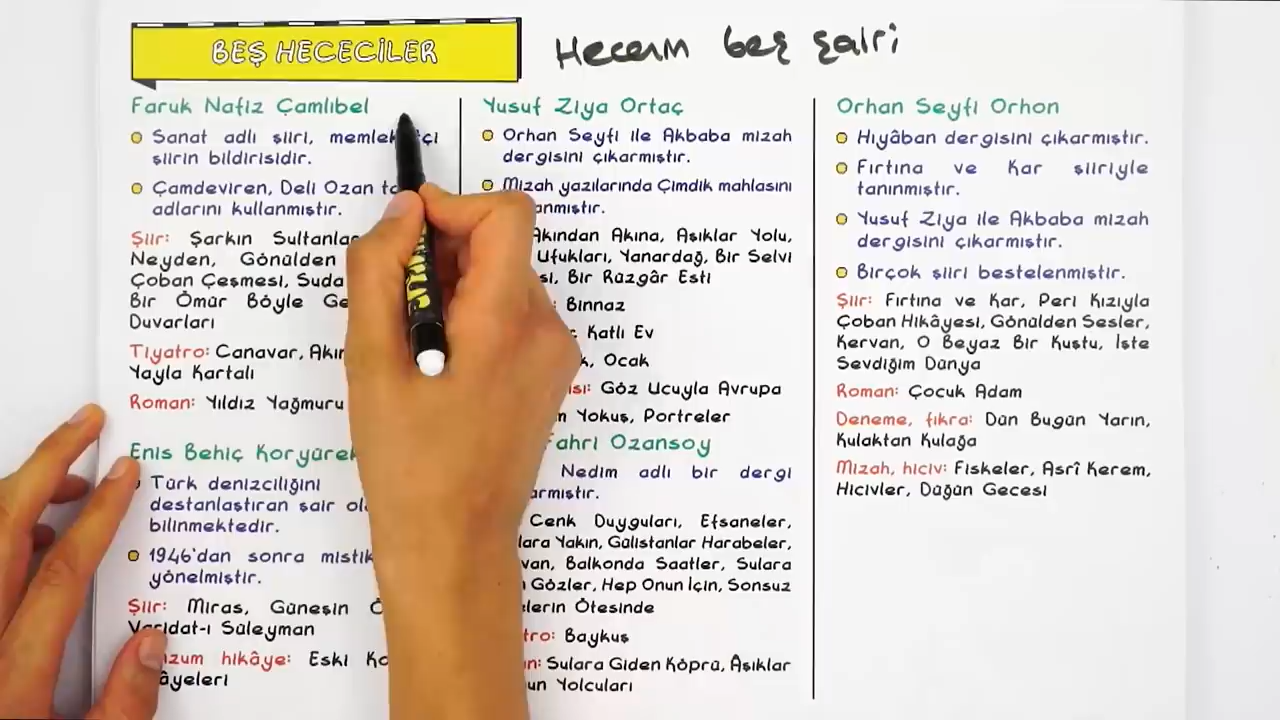 BEŞ HECECİLER
Hecenin beş şairi
Faruk Nafiz Çamlıbel
Sanat adlı şiiri,
şiirin bildirisidir.
Çamdeviren, Deli Ozan
adlarını kullanmıştır.
Şiir: Şarkın
Neyden, Gönülden
Çoban Çeşmesi,
Bir Ömür Böyle
Duvarları
Tiyatro: Canavar,
Yayla Kartalı
Roman: Yıldız Yağmuru
Enis Behiç
Türk denizciliğini
destanlaştıran şair
bilinmektedir.
1946'dan sonra
yönelmiştir.
Şiir: Miras, Güneşin
Süleyman
hikâye: Eski
Yusuf Ziya Ortaç
Orhan Seyfi ile Akbaba mizah
dergisini çıkarmıştır.
Mizah yazılarında Çimdik mahlasını
Akından Akına, Aşıklar Yolu,
Ufukları, Yanardağ, Bir Selvi
Bir Rüzgâr Esti
Binnaz
Katlı Ev
Ocak
Göz Ucuyla Avrupa
Yokuş, Portreler
Fahri Ozansoy
Nedim adlı bir dergi
Cenk Duyguları, Efsaneler,
Yakın, Gülistanlar Harabeler,
Balkonda Saatler, Sulara
Gözler, Hep Onun İçin, Sonsuz
Ötesinde
Baykuş
Sulara Giden Köprü, Âşıklar
Yolcuları
Orhan Seyfi Orhon
Hıyâban dergisini çıkarmıştır.
Fırtına ve Kar şiiriyle
tanınmıştır.
Yusuf Ziya ile Akbaba mizah
dergisini çıkarmıştır.
Birçok şiiri bestelenmiştir.
Şiir: Fırtına ve Kar, Peri Kızıyla
Çoban Hikâyesi, Gönülden Sesler,
Kervan, O Beyaz Bir Kuştu, İşte
Sevdiğim Dünya
Roman: Çocuk Adam
Deneme, fıkra: Dün Bugün Yarın,
Kulaktan Kulağa
Mizah, hiciv: Fiskeler, Asrî Kerem,
Hicivler, Düğün Gecesi